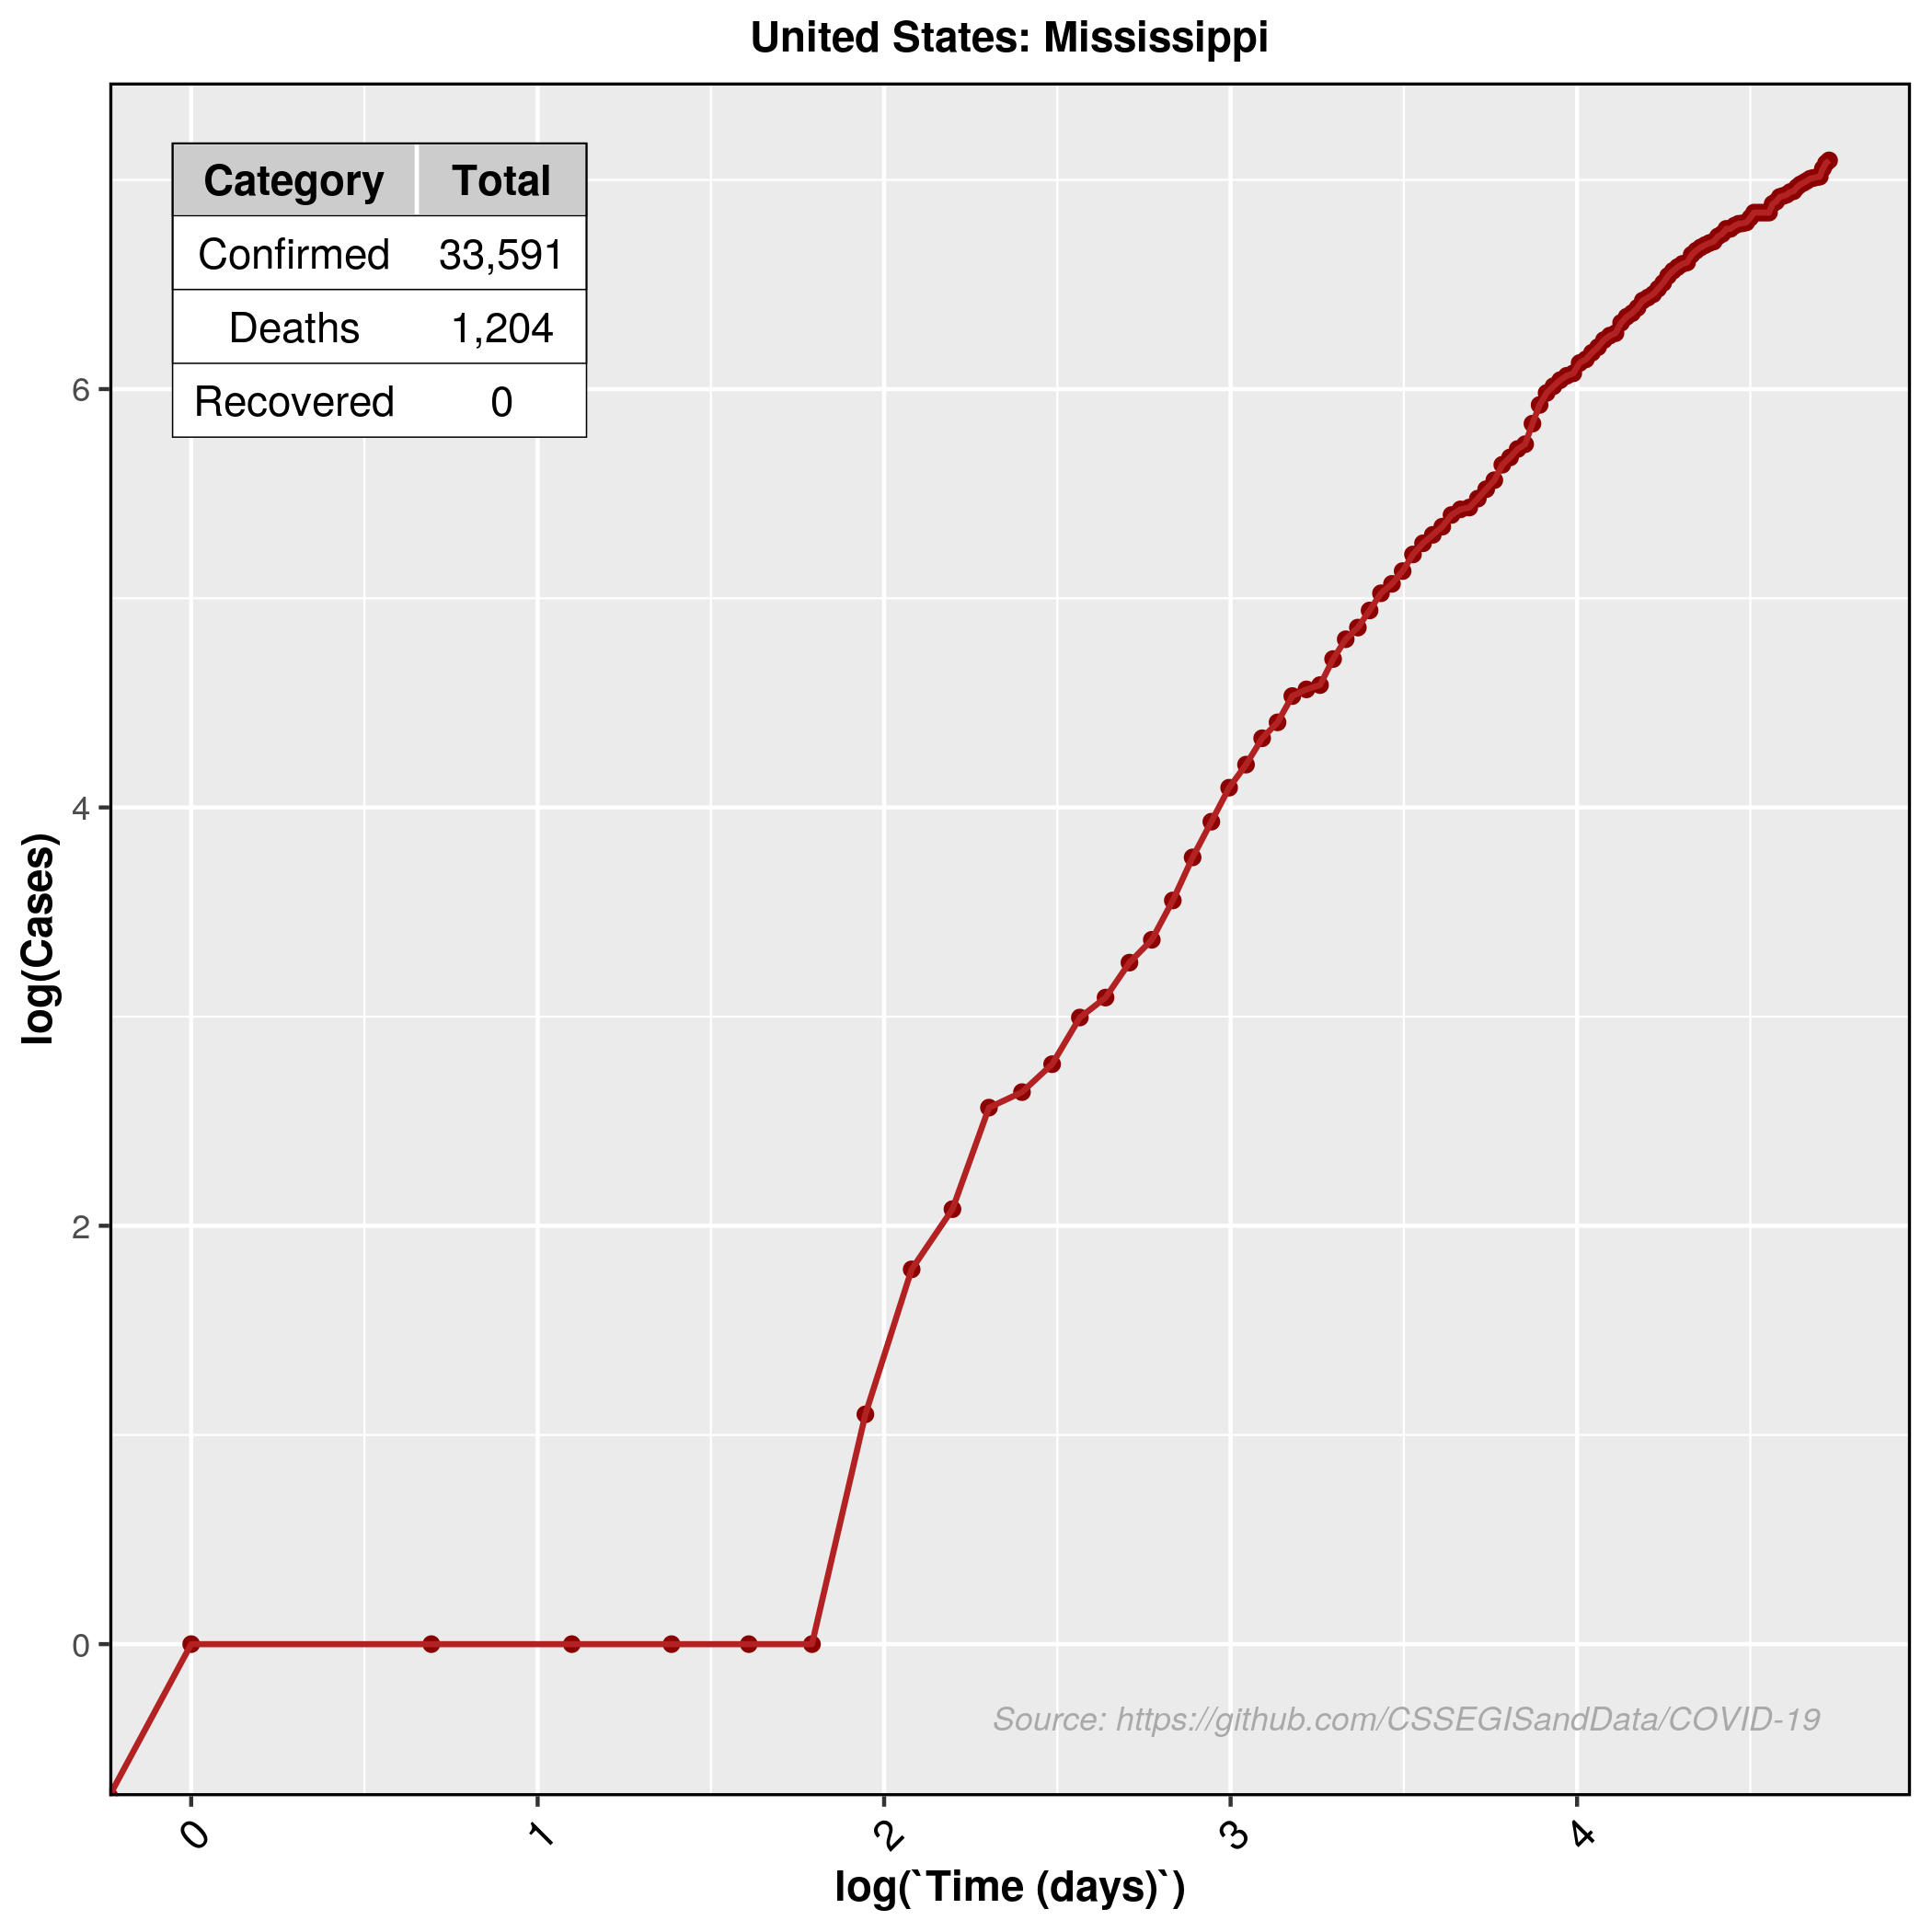 United States: Mississippi
Category Total
Confirmed 33,591
Deaths 1,204
Recovered 0
6
4
2
0
log(Cases)
Source: https://github.com/CSSEGISandData/COVID-19
0 1 2 3 4
log(`Time (days)`)